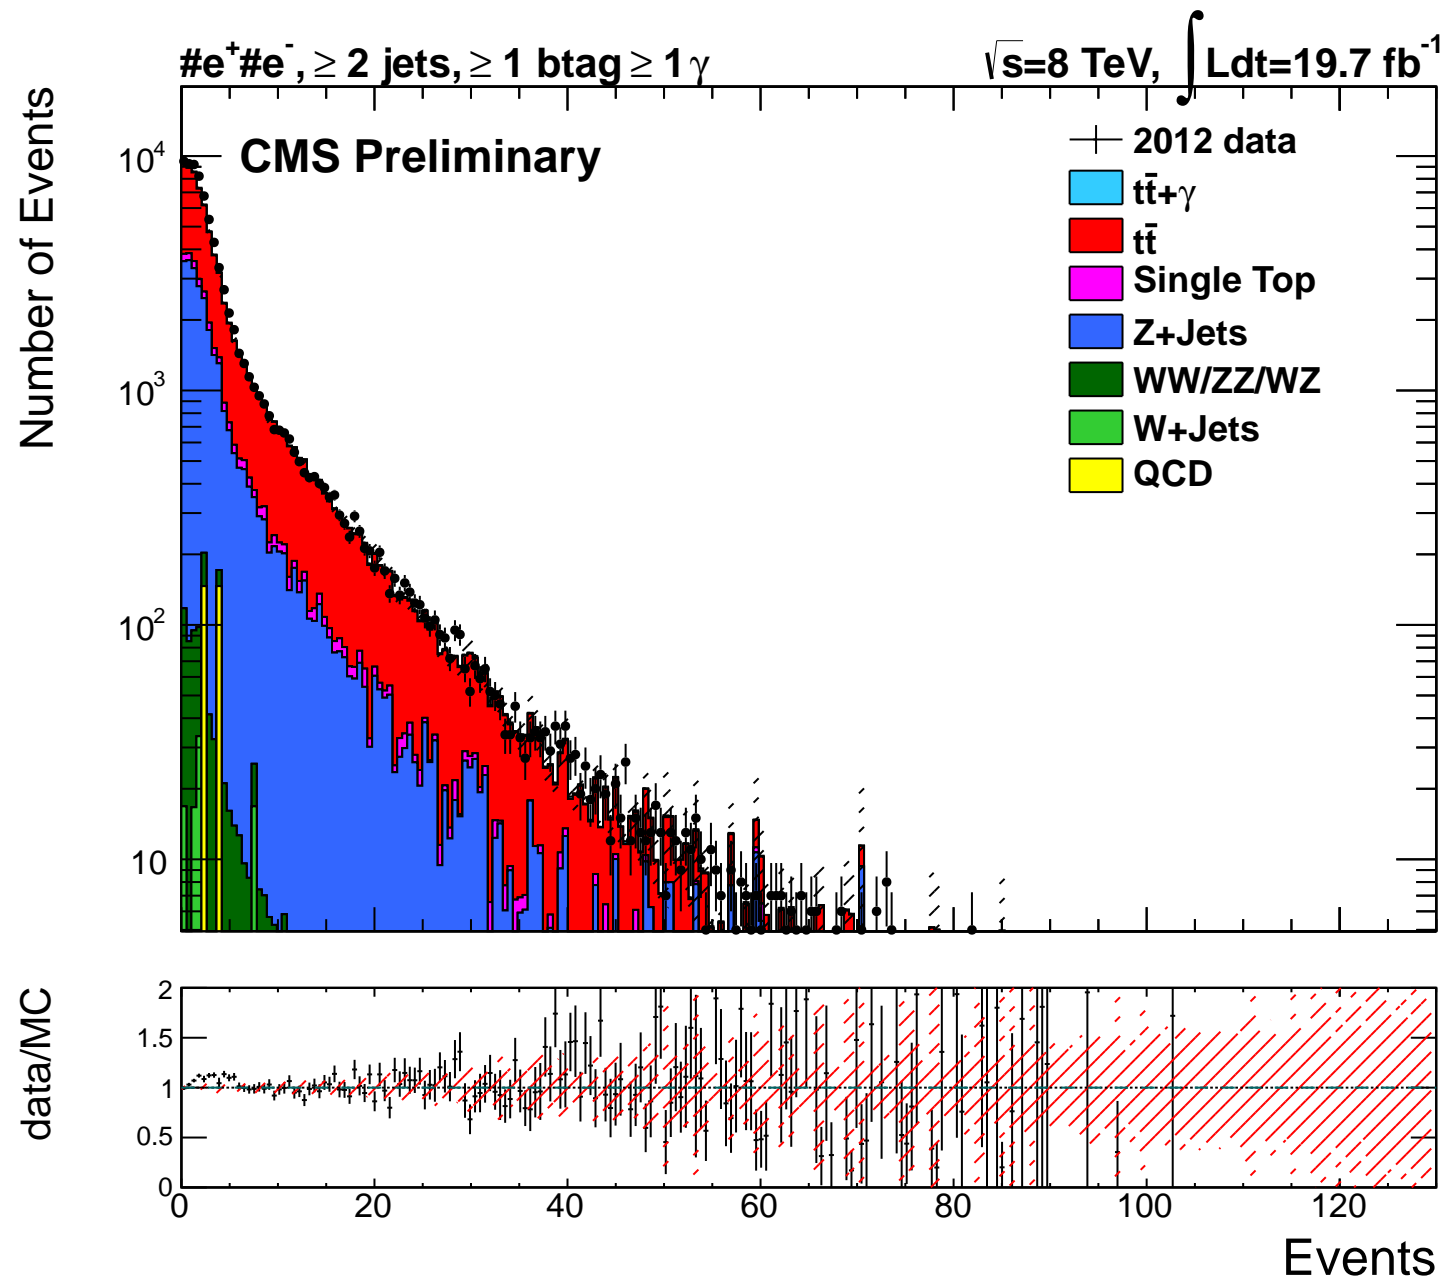 #e⁺#e⁻, ≥ 2 jets, ≥ 1 btag ≥ 1 γ
√s=8 TeV, ∫Ldt=19.7 fb⁻¹
CMS Preliminary
2012 data
tt̄+γ
tt̄
Single Top
Z+Jets
WW/ZZ/WZ
W+Jets
QCD
Number of Events
10⁴
10³
10²
10
data/MC
2
1.5
1
0.5
0
0 20 40 60 80 100 120
Events